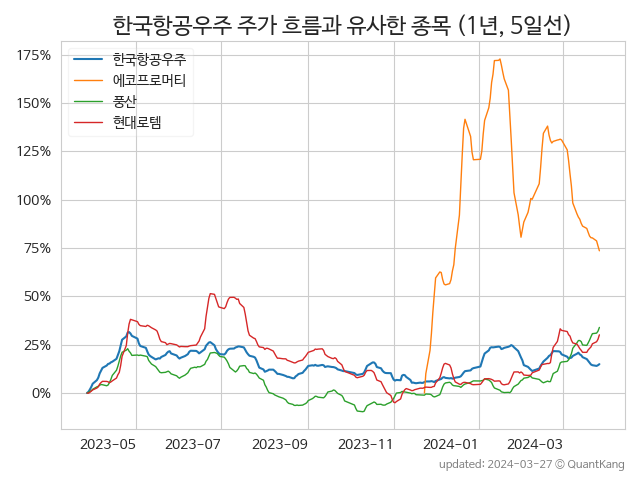 한국항공우주 주가 흐름과 유사한 종목 (1년, 5일선)
175%
150%
125%
100%
75%
50%
25%
0%
한국항공우주
에코프로머티
풍산
현대로템
2023-05 2023-07 2023-09 2023-11 2024-01 2024-03
updated: 2024-03-27 © QuantKang